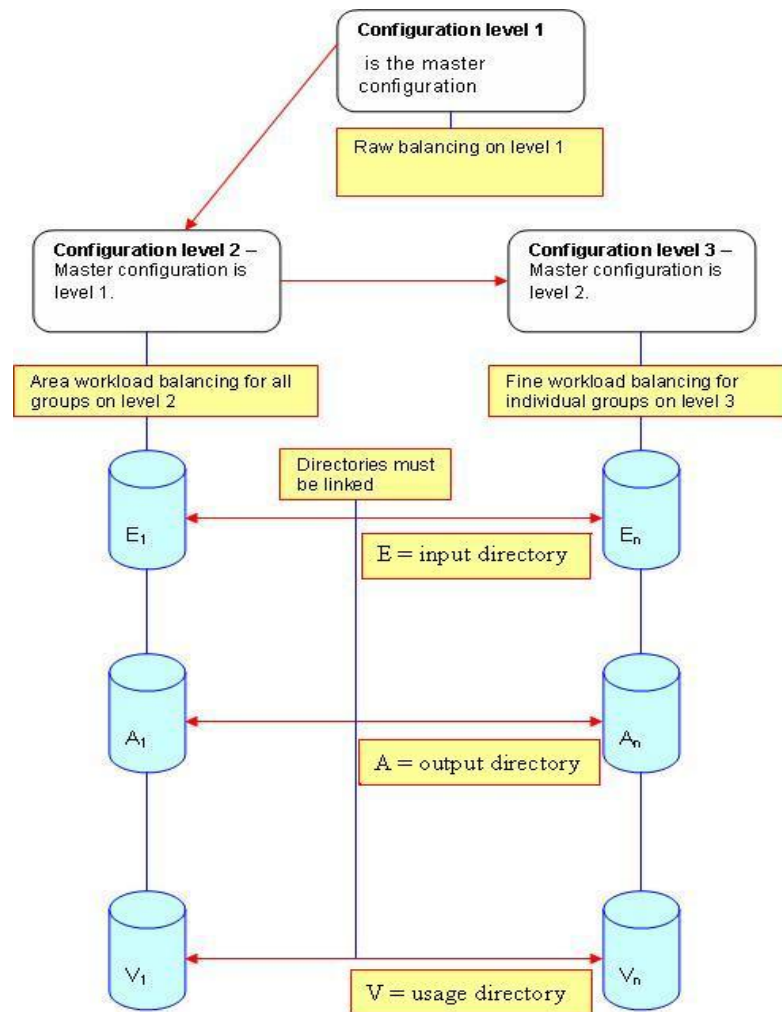 Configuration level 1
is the master
configuration
Raw balancing on level 1
Configuration level 2 –
Master configuration is
level 1.
Configuration level 3 –
Master configuration is
level 2.
Area workload balancing for all
groups on level 2
Fine workload balancing for
individual groups on level 3
Directories must
be linked
E₁
Eₙ
E = input directory
A₁
Aₙ
A = output directory
V₁
Vₙ
V = usage directory